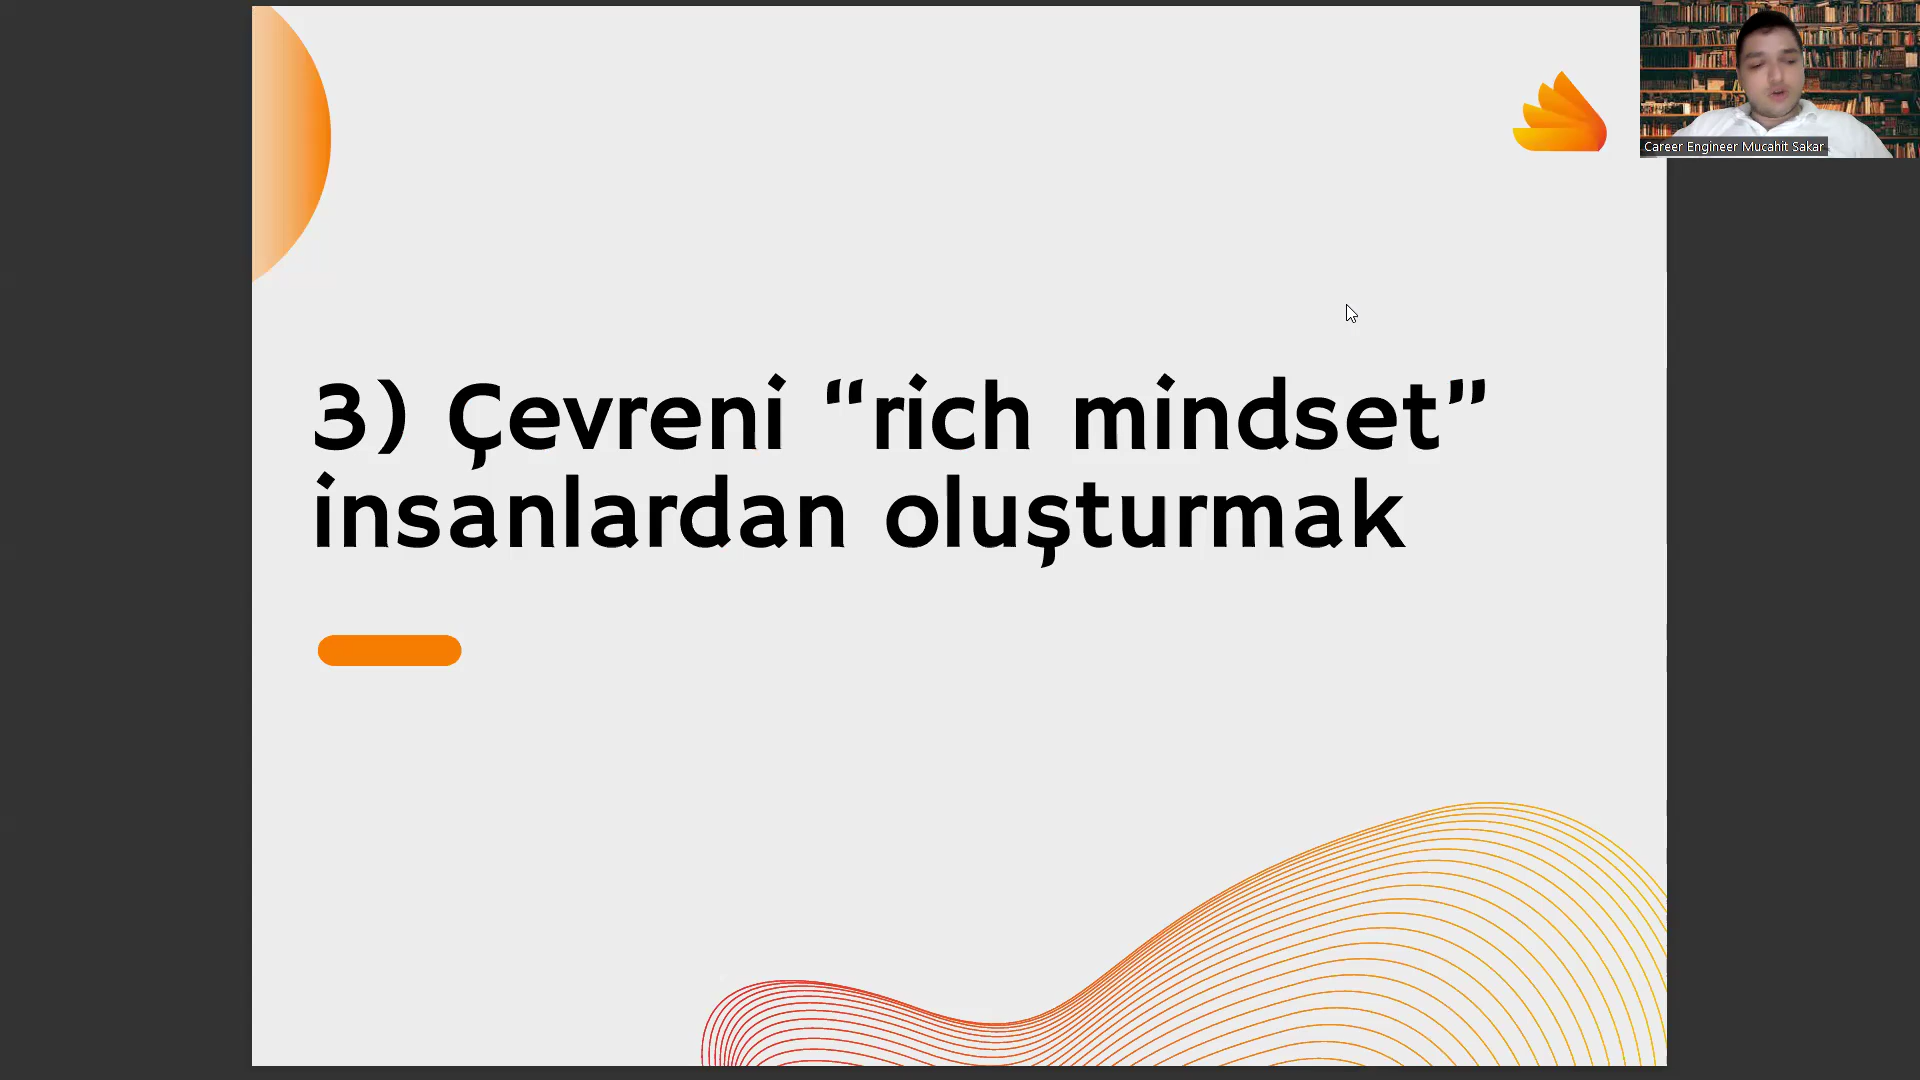 Career Engineer Mucahit Sakar
3) Çevreni “rich mindset”
insanlardan oluşturmak